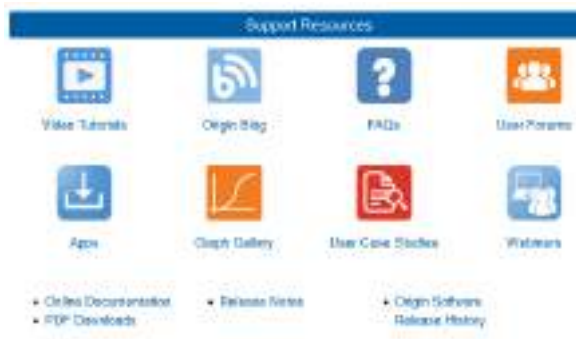 Support Resources
Video Tutorials
Origin Blog
FAQs
User Forums
Apps
Graph Gallery
User Case Studies
Webinars
• Online Documentation
• PDF Downloads
• Release Notes
• Origin Software
Release History